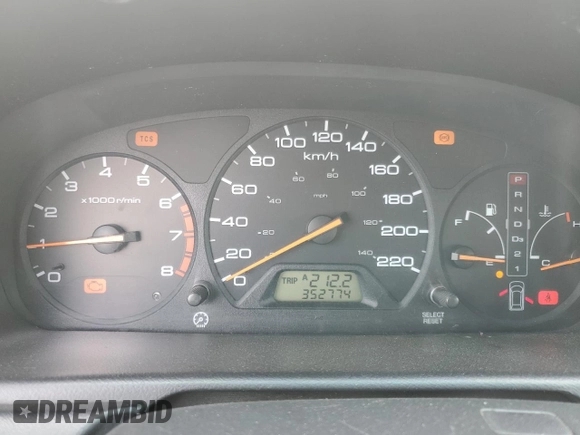 TCS
x1000r/min
0 1 2 3 4 5 6 7 8
km/h
0 20 40 60 80 100 120 140 160 180 200 220
mph
20 40 60 80 100 120 140
TRIP A 212.2
352774
SELECT
RESET
P
R
N
D
D3
2
1
F
E
H
C
DREAMBID